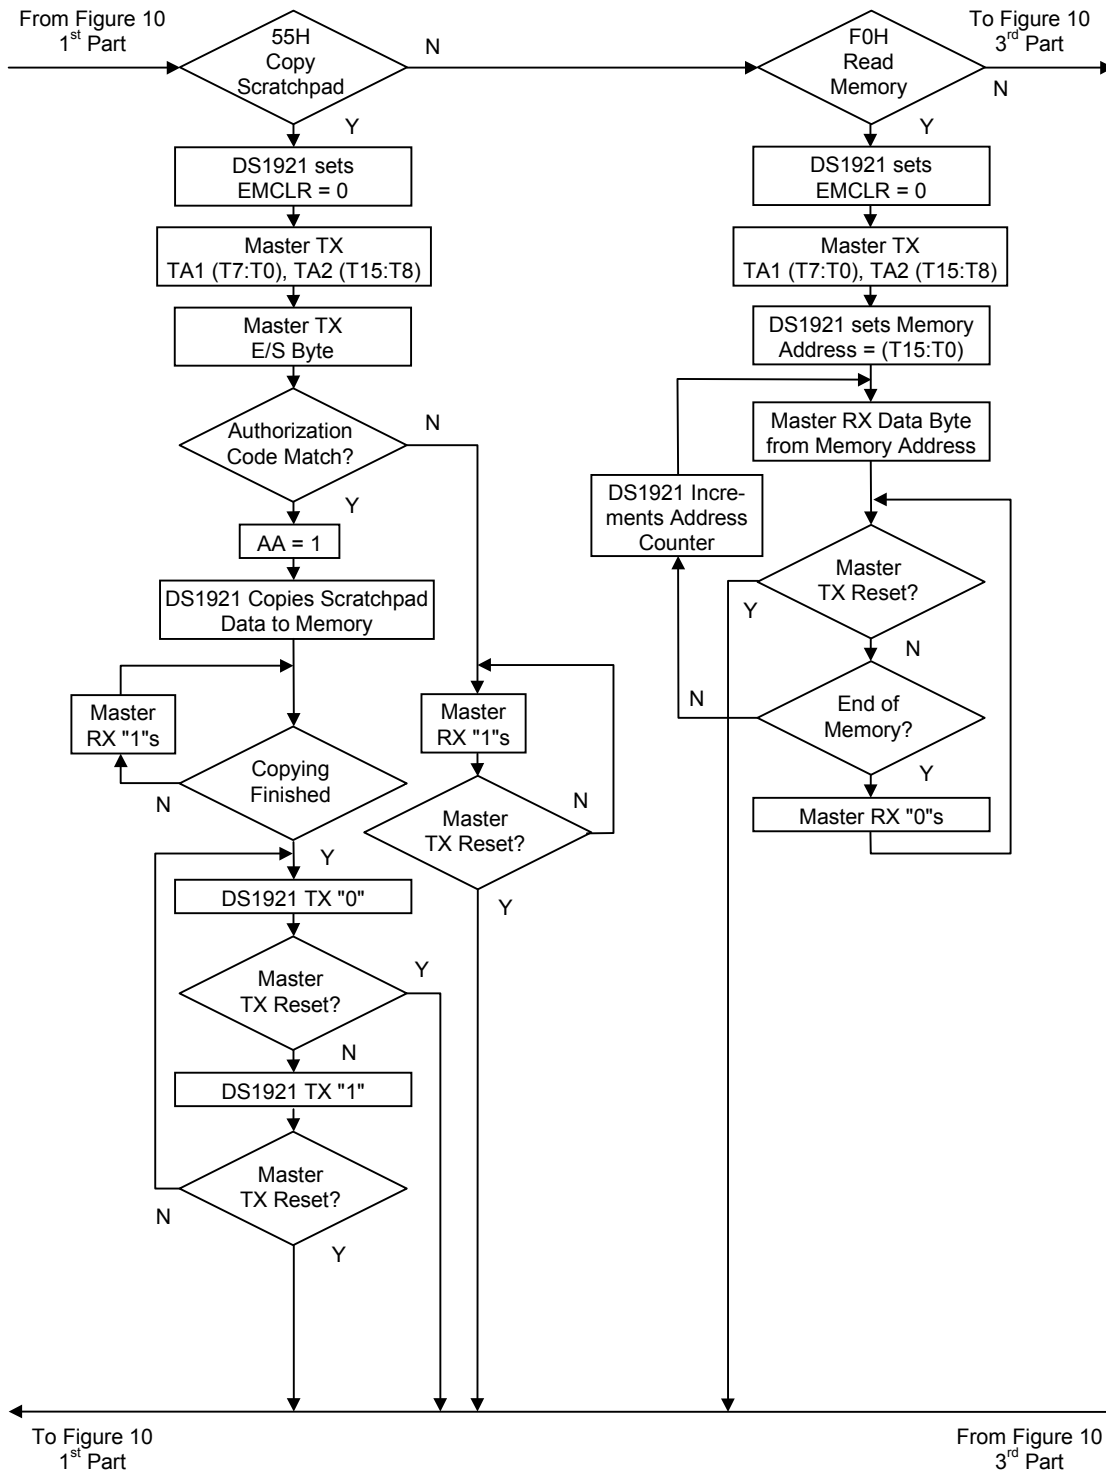 From Figure 10
1st Part
55H
Copy
Scratchpad
N
Y
DS1921 sets
EMCLR = 0
Master TX
TA1 (T7:T0), TA2 (T15:T8)
Master TX
E/S Byte
Authorization
Code Match?
N
Y
AA = 1
DS1921 Copies Scratchpad
Data to Memory
Master
RX "1"s
Copying
Finished
N
Y
DS1921 TX "0"
Master
TX Reset?
Y
N
DS1921 TX "1"
Master
TX Reset?
N
Y
Master
RX "1"s
Master
TX Reset?
N
Y
F0H
Read
Memory
To Figure 10
3rd Part
N
Y
DS1921 sets
EMCLR = 0
Master TX
TA1 (T7:T0), TA2 (T15:T8)
DS1921 sets Memory
Address = (T15:T0)
Master RX Data Byte
from Memory Address
DS1921 Incre-
ments Address
Counter
Master
TX Reset?
Y
N
End of
Memory?
N
Y
Master RX "0"s
To Figure 10
1st Part
From Figure 10
3rd Part